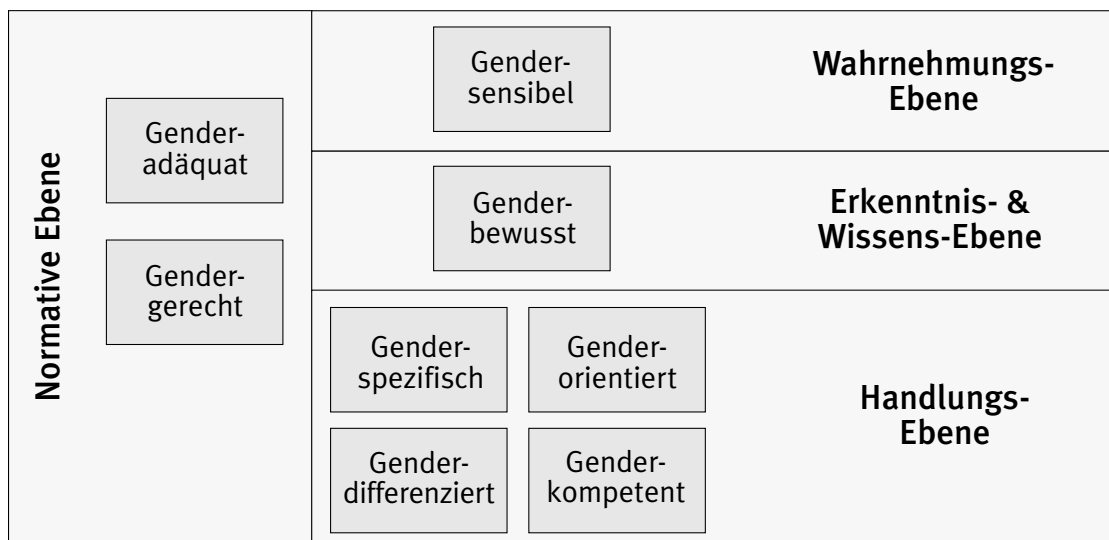 Normative Ebene
Gender-
adäquat
Gender-
gerecht
Gender-
sensibel
Wahrnehmungs-
Ebene
Gender-
bewusst
Erkenntnis- &
Wissens-Ebene
Gender-
spezifisch
Gender-
orientiert
Gender-
differenziert
Gender-
kompetent
Handlungs-
Ebene